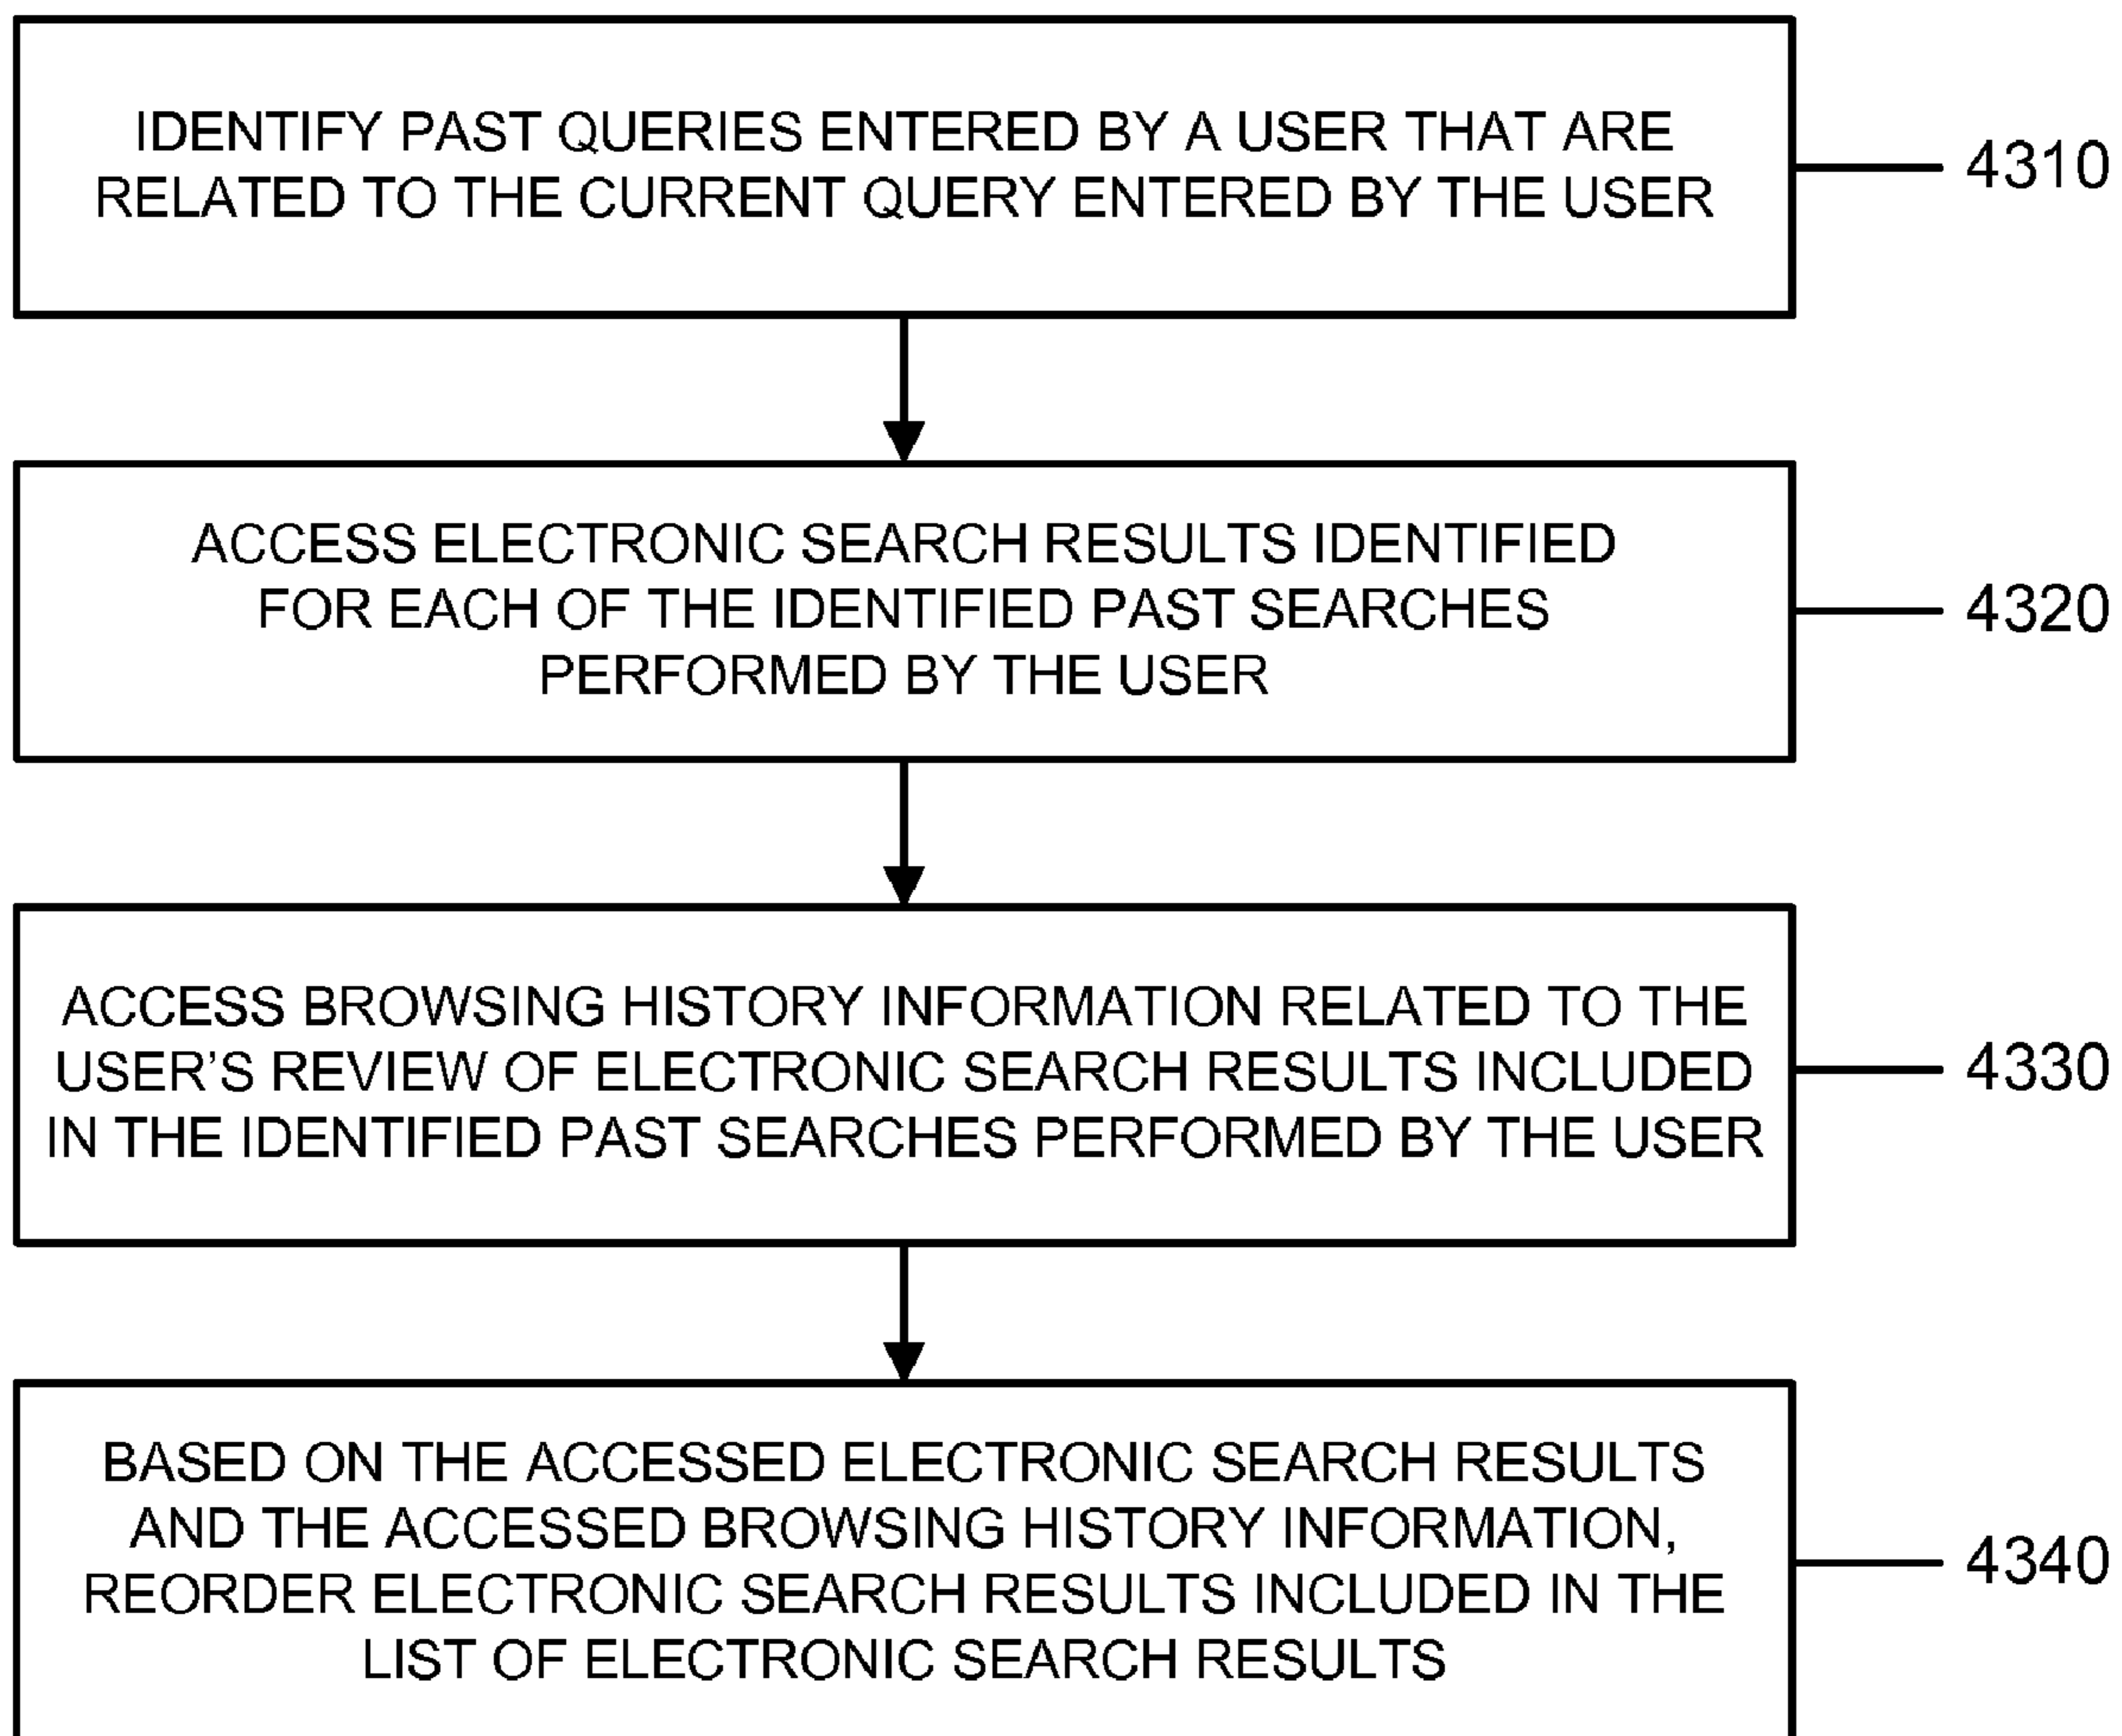 IDENTIFY PAST QUERIES ENTERED BY A USER THAT ARE
RELATED TO THE CURRENT QUERY ENTERED BY THE USER
4310
ACCESS ELECTRONIC SEARCH RESULTS IDENTIFIED
FOR EACH OF THE IDENTIFIED PAST SEARCHES
PERFORMED BY THE USER
4320
ACCESS BROWSING HISTORY INFORMATION RELATED TO THE
USER'S REVIEW OF ELECTRONIC SEARCH RESULTS INCLUDED
IN THE IDENTIFIED PAST SEARCHES PERFORMED BY THE USER
4330
BASED ON THE ACCESSED ELECTRONIC SEARCH RESULTS
AND THE ACCESSED BROWSING HISTORY INFORMATION,
REORDER ELECTRONIC SEARCH RESULTS INCLUDED IN THE
LIST OF ELECTRONIC SEARCH RESULTS
4340